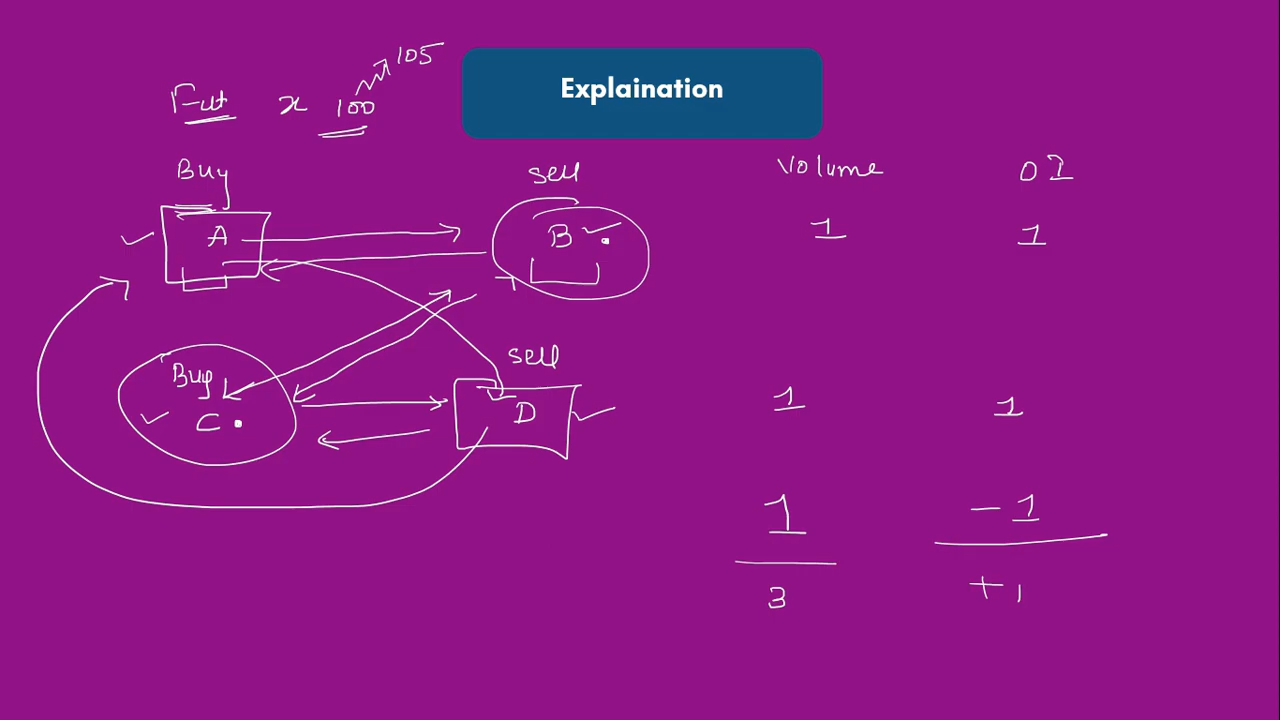 Explaination
105
Fut x 100
Buy sell Volume OI
A B 1 1
sell
Buy
C D 1 1
1 -1
3 +1